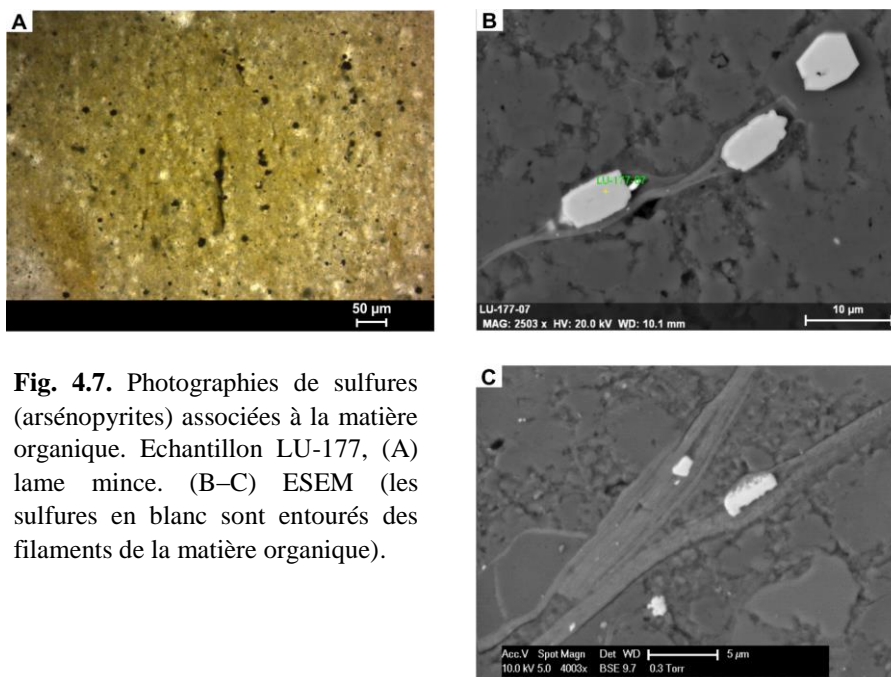 A
50 µm
B
LU-177-07
LU-177-07
MAG: 2503 x HV: 20.0 kV WD: 10.1 mm
10 µm
Fig. 4.7. Photographies de sulfures
(arsénopyrites) associées à la matière
organique. Echantillon LU-177, (A)
lame mince. (B–C) ESEM (les
sulfures en blanc sont entourés des
filaments de la matière organique).
C
Acc.V Spot Magn Det WD
5 µm
10.0 kV 5.0 4003x BSE 9.7 0.3 Torr